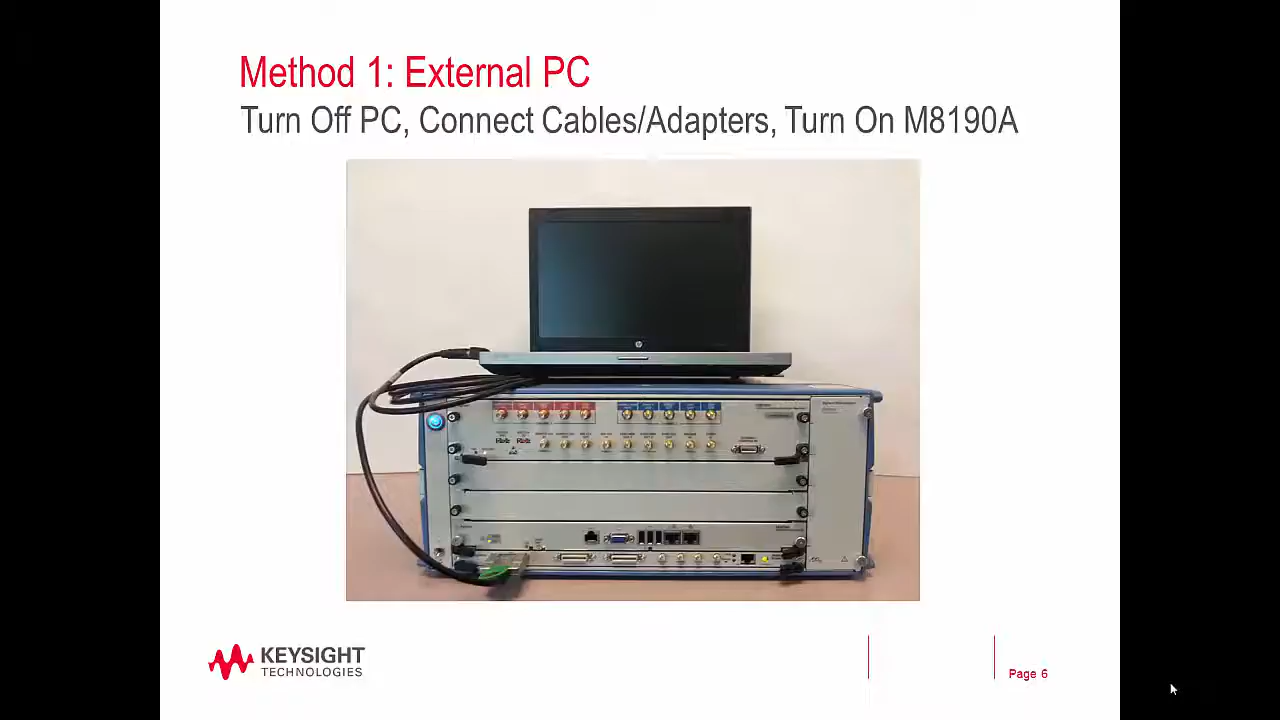 Method 1: External PC
Turn Off PC, Connect Cables/Adapters, Turn On M8190A
KEYSIGHT
TECHNOLOGIES
Page 6